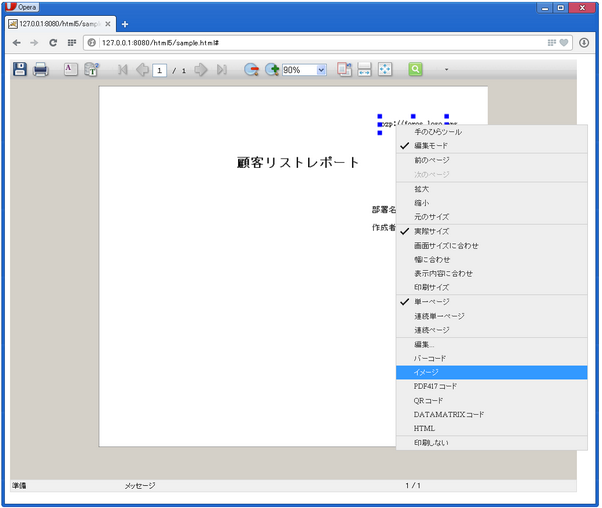 Opera
127.0.0.1:8080/html5/sampl
127.0.0.1:8080/html5/sample.html#
1 / 1
90%
顧客リストレポート
部署名
作成者
手のひらツール
編集モード
前のページ
次のページ
拡大
縮小
元のサイズ
実際サイズ
画面サイズに合わせ
幅に合わせ
表示内容に合わせ
印刷サイズ
単一ページ
連続単一ページ
連続ページ
編集...
バーコード
イメージ
PDF417コード
QRコード
DATAMATRIXコード
HTML
印刷しない
準備
メッセージ
1 / 1